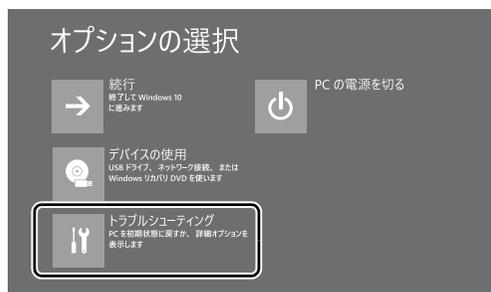 オプションの選択
続行
終了して Windows 10
に進みます
PC の電源を切る
デバイスの使用
USB ドライブ、ネットワーク接続、または
Windows リカバリ DVD を使います
トラブルシューティング
PC を初期状態に戻すか、詳細オプションを
表示します